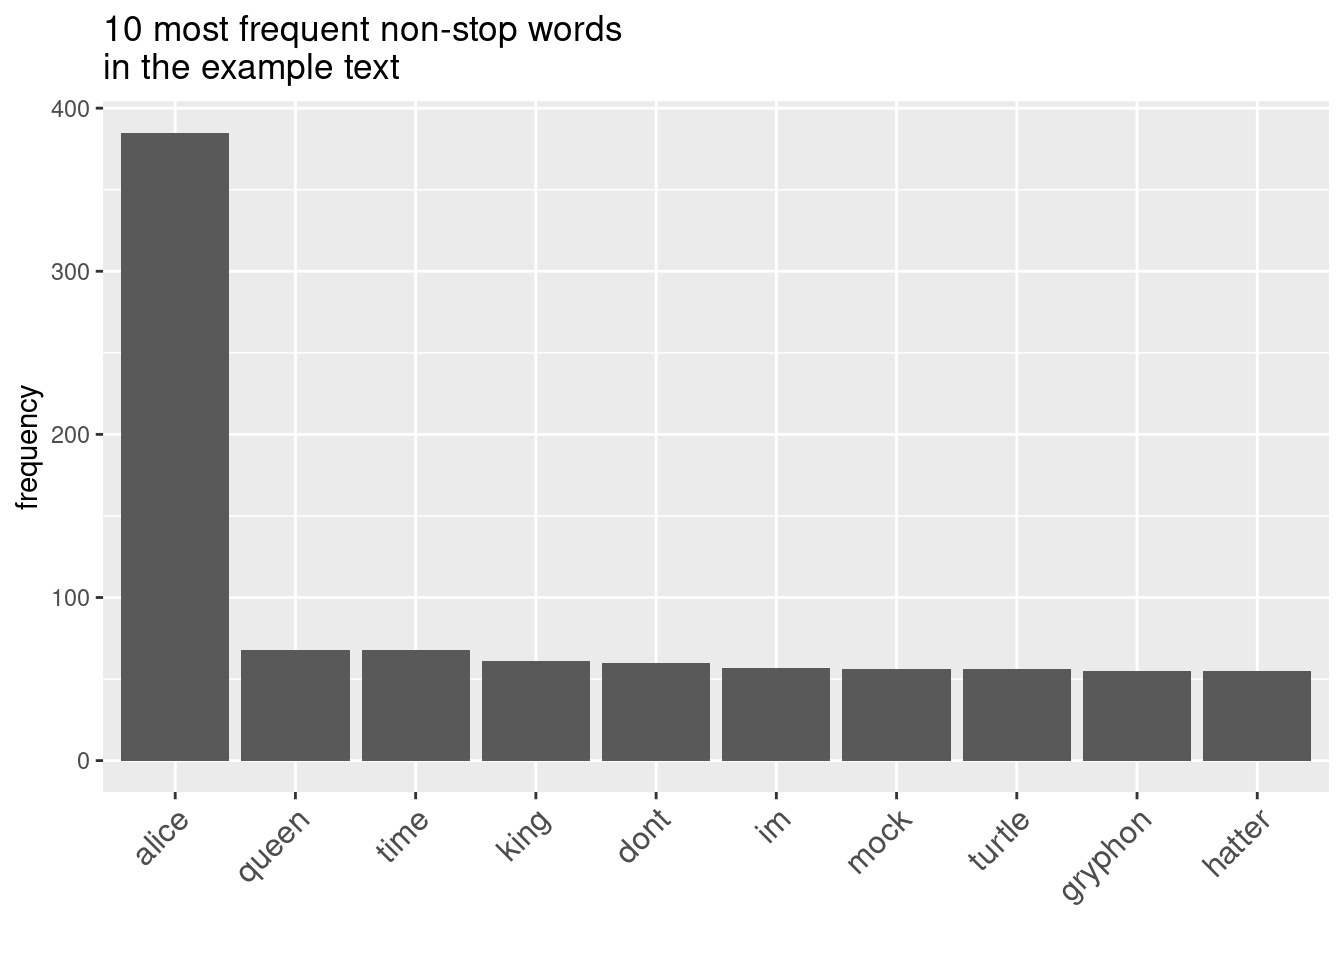 10 most frequent non-stop words
in the example text
400
300
200
100
0
frequency
alice
queen
time
king
dont
im
mock
turtle
gryphon
hatter